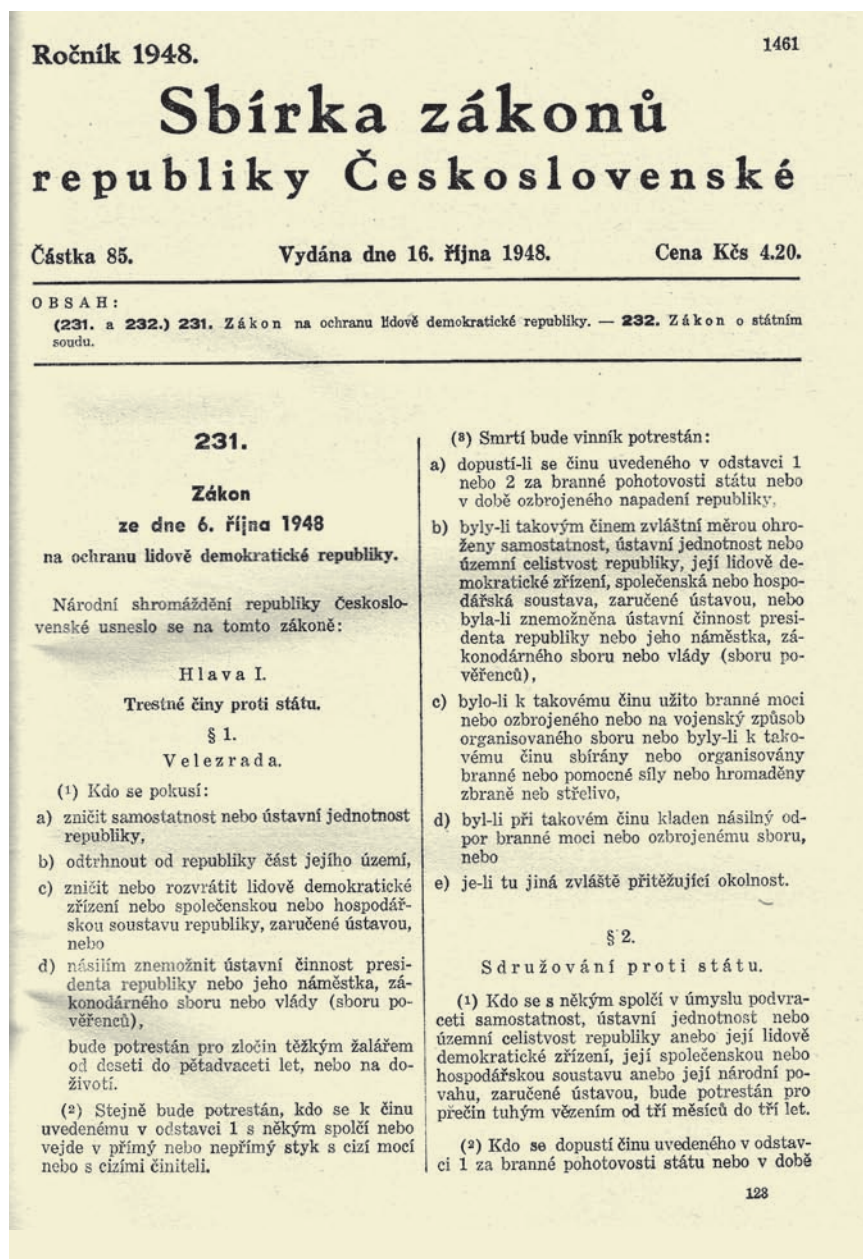 Ročník 1948.
1461
Sbírka zákonů
republiky Československé
Částka 85.
Vydána dne 16. října 1948.
Cena Kčs 4.20.
OBSAH:
(231. a 232.) 231. Zákon na ochranu lidově demokratické republiky. — 232. Zákon o státním
soudu.
231.
Zákon
ze dne 6. října 1948
na ochranu lidově demokratické republiky.
Národní shromáždění republiky Českoslo-
venské usneslo se na tomto zákoně:
Hlava I.
Trestné činy proti státu.
§ 1.
Velezrada.
(1) Kdo se pokusí:
a) zničit samostatnost nebo ústavní jednotnost
republiky,
b) odtrhnout od republiky část jejího území,
c) zničit nebo rozvrátit lidově demokratické
zřízení nebo společenskou nebo hospodář-
skou soustavu republiky, zaručené ústavou,
nebo
d) násilím znemožnit ústavní činnost presi-
denta republiky nebo jeho náměstka, zá-
konodárného sboru nebo vlády (sboru po-
věřenců),
bude potrestán pro zločin těžkým žalářem
od deseti do pětadvaceti let, nebo na do-
životí.
(2) Stejně bude potrestán, kdo se k činu
uvedenému v odstavci 1 s někým spolčí nebo
vejde v přímý nebo nepřímý styk s cizí mocí
nebo s cizími činiteli.
(3) Smrtí bude vinník potrestán:
a) dopustí-li se činu uvedeného v odstavci 1
nebo 2 za branné pohotovosti státu nebo
v době ozbrojeného napadení republiky,
b) byly-li takovým činem zvláštní měrou ohro-
ženy samostatnost, ústavní jednotnost nebo
územní celistvost republiky, její lidově de-
mokratické zřízení, společenská nebo hospo-
dářská soustava, zaručené ústavou, nebo
byla-li znemožněna ústavní činnost presi-
denta republiky nebo jeho náměstka, zá-
konodárného sboru nebo vlády (sboru po-
věřenců),
c) bylo-li k takovému činu užito branné moci
nebo ozbrojeného nebo na vojenský způsob
organisovaného sboru nebo byly-li k tako-
vému činu sbírány nebo organisovány
branné nebo pomocné síly nebo hromaděny
zbraně neb střelivo,
d) byl-li při takovém činu kladen násilný od-
por branné moci nebo ozbrojenému sboru,
nebo
e) je-li tu jiná zvláště přitěžující okolnost.
§ 2.
Sdružování proti státu.
(1) Kdo se s někým spolčí v úmyslu podvra-
ceti samostatnost, ústavní jednotnost nebo
územní celistvost republiky anebo její lidově
demokratické zřízení, její společenskou nebo
hospodářskou soustavu anebo její národní po-
vahu, zaručené ústavou, bude potrestán pro
přečin tuhým vězením od tří měsíců do tří let.
(2) Kdo se dopustí činu uvedeného v odstav-
ci 1 za branné pohotovosti státu nebo v době
128